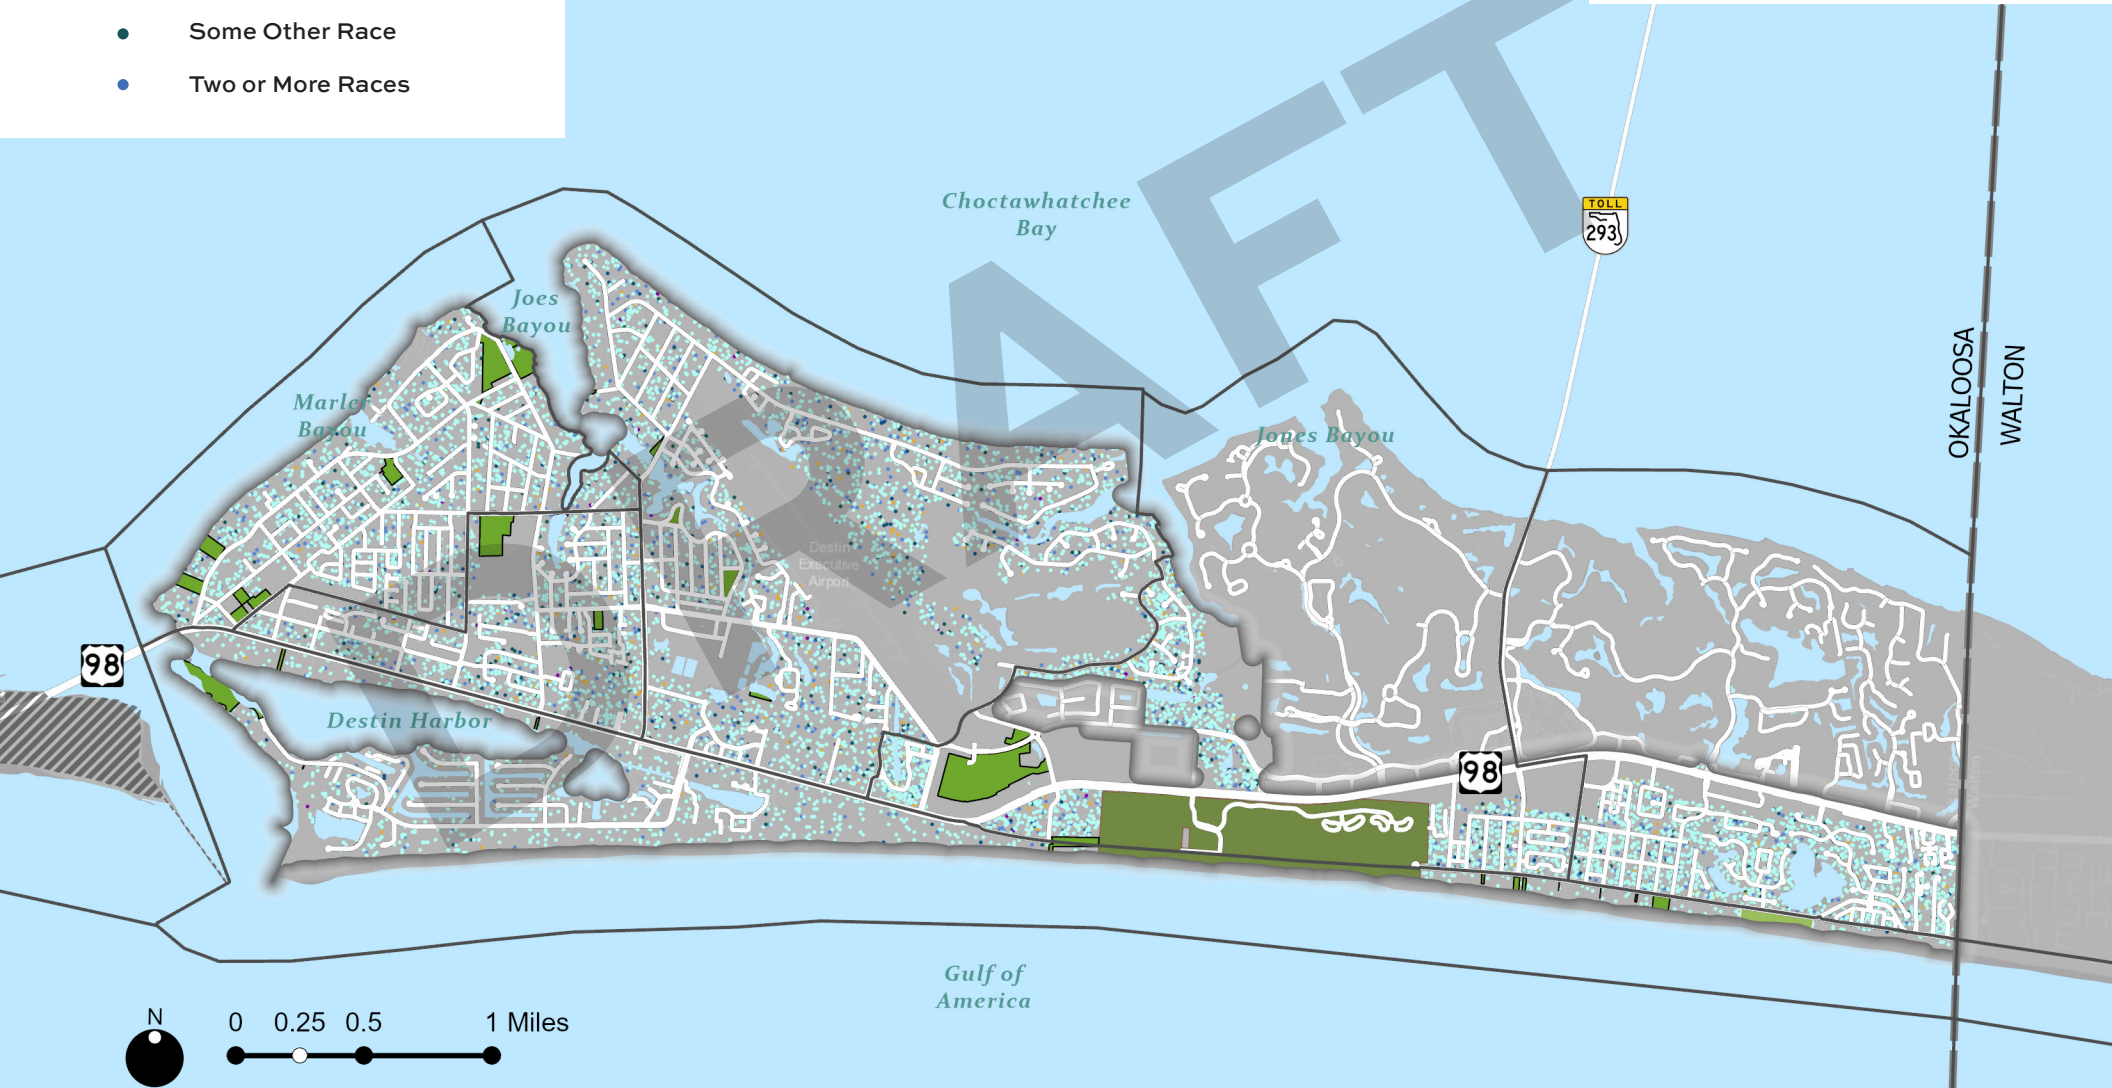 Some Other Race
Two or More Races
DRAFT
TOLL
293
Choctawhatchee
Bay
Joes
Bayou
OKALOOSA
WALTON
Marler
Bayou
Jones Bayou
Destin
Executive
Airport
98
Destin Harbor
98
Walton
Gulf of
America
N
0 0.25 0.5 1 Miles